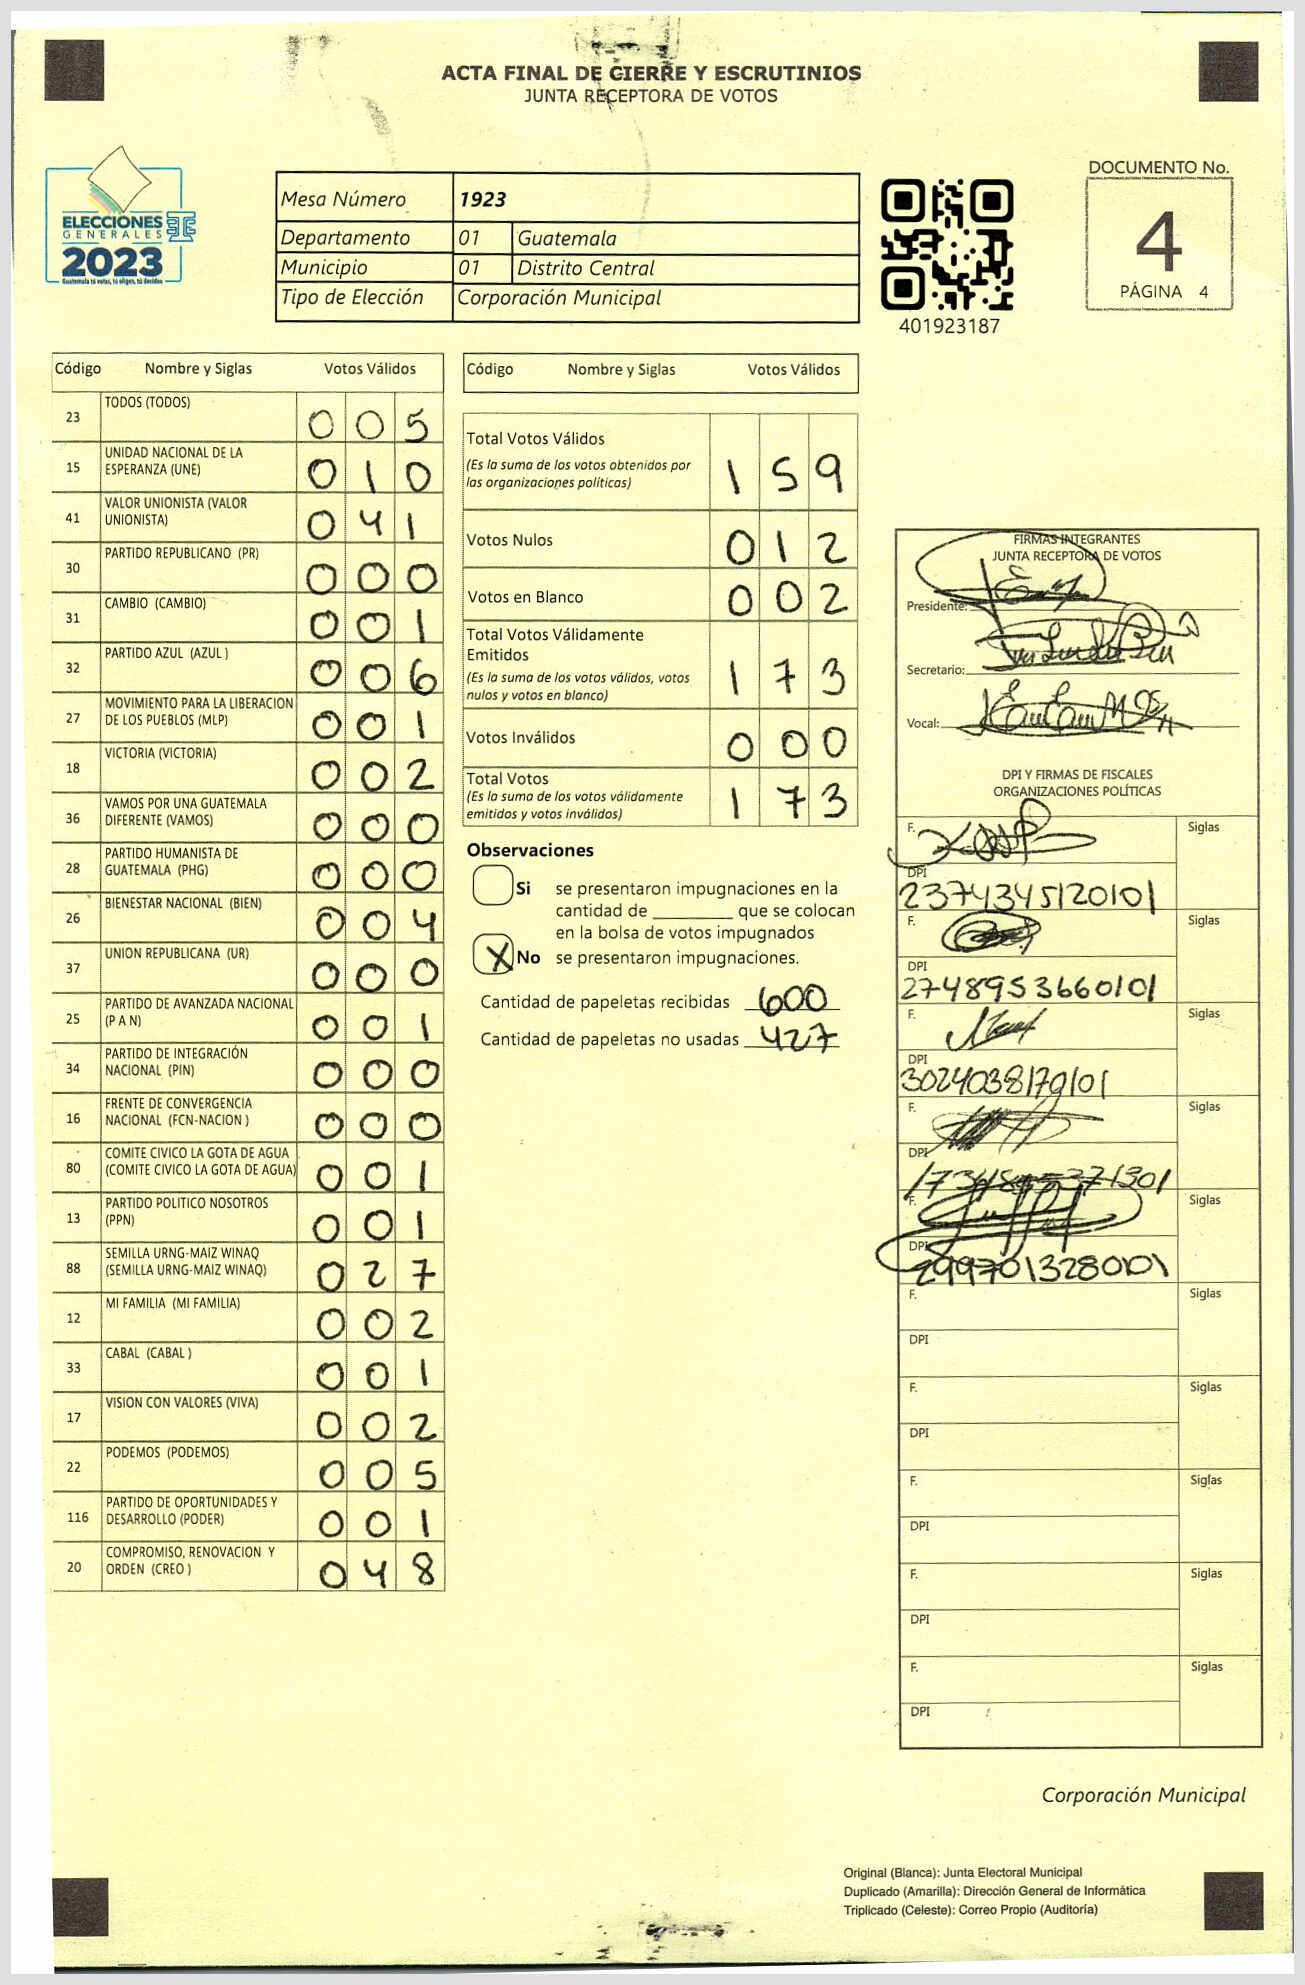 ACTA FINAL DE CIERRE Y ESCRUTINIOS
JUNTA RECEPTORA DE VOTOS
ELECCIONES
GENERALES
2023
Guatemala tú votas, tú eliges, tú decides
Mesa Número 1923
Departamento 01 Guatemala
Municipio 01 Distrito Central
Tipo de Elección Corporación Municipal
401923187
DOCUMENTO No.
4
PÁGINA 4
Código Nombre y Siglas Votos Válidos
23 TODOS (TODOS) 0 0 5
15 UNIDAD NACIONAL DE LA ESPERANZA (UNE) 0 1 0
41 VALOR UNIONISTA (VALOR UNIONISTA) 0 4 1
30 PARTIDO REPUBLICANO (PR) 0 0 0
31 CAMBIO (CAMBIO) 0 0 1
32 PARTIDO AZUL (AZUL ) 0 0 6
27 MOVIMIENTO PARA LA LIBERACION DE LOS PUEBLOS (MLP) 0 0 1
18 VICTORIA (VICTORIA) 0 0 2
36 VAMOS POR UNA GUATEMALA DIFERENTE (VAMOS) 0 0 0
28 PARTIDO HUMANISTA DE GUATEMALA (PHG) 0 0 0
26 BIENESTAR NACIONAL (BIEN) 0 0 4
37 UNION REPUBLICANA (UR) 0 0 0
25 PARTIDO DE AVANZADA NACIONAL (P A N) 0 0 1
34 PARTIDO DE INTEGRACIÓN NACIONAL (PIN) 0 0 0
16 FRENTE DE CONVERGENCIA NACIONAL (FCN-NACION ) 0 0 0
80 COMITE CIVICO LA GOTA DE AGUA (COMITE CIVICO LA GOTA DE AGUA) 0 0 1
13 PARTIDO POLITICO NOSOTROS (PPN) 0 0 1
88 SEMILLA URNG-MAIZ WINAQ (SEMILLA URNG-MAIZ WINAQ) 0 2 7
12 MI FAMILIA (MI FAMILIA) 0 0 2
33 CABAL (CABAL ) 0 0 1
17 VISION CON VALORES (VIVA) 0 0 2
22 PODEMOS (PODEMOS) 0 0 5
116 PARTIDO DE OPORTUNIDADES Y DESARROLLO (PODER) 0 0 1
20 COMPROMISO, RENOVACION Y ORDEN (CREO ) 0 4 8
Código Nombre y Siglas Votos Válidos
Total Votos Válidos 1 5 9
(Es la suma de los votos obtenidos por
las organizaciones políticas)
Votos Nulos 0 1 2
Votos en Blanco 0 0 2
Total Votos Válidamente
Emitidos 1 7 3
(Es la suma de los votos válidos, votos
nulos y votos en blanco)
Votos Inválidos 0 0 0
Total Votos 1 7 3
(Es la suma de los votos válidamente
emitidos y votos inválidos)
Observaciones
Si se presentaron impugnaciones en la
cantidad de ________ que se colocan
en la bolsa de votos impugnados
X No se presentaron impugnaciones.
Cantidad de papeletas recibidas 600
Cantidad de papeletas no usadas 427
FIRMAS INTEGRANTES
JUNTA RECEPTORA DE VOTOS
Presidente:
Secretario:
Vocal:
DPI Y FIRMAS DE FISCALES
ORGANIZACIONES POLÍTICAS
F. Siglas
DPI
2374345120101
F. Siglas
DPI
2748953660101
F. Siglas
DPI
3024038170101
F. Siglas
DPI
F. Siglas
DPI
2997013280101
F. Siglas
DPI
F. Siglas
DPI
F. Siglas
DPI
F. Siglas
DPI
F. Siglas
DPI
Corporación Municipal
Original (Blanca): Junta Electoral Municipal
Duplicado (Amarilla): Dirección General de Informática
Triplicado (Celeste): Correo Propio (Auditoría)